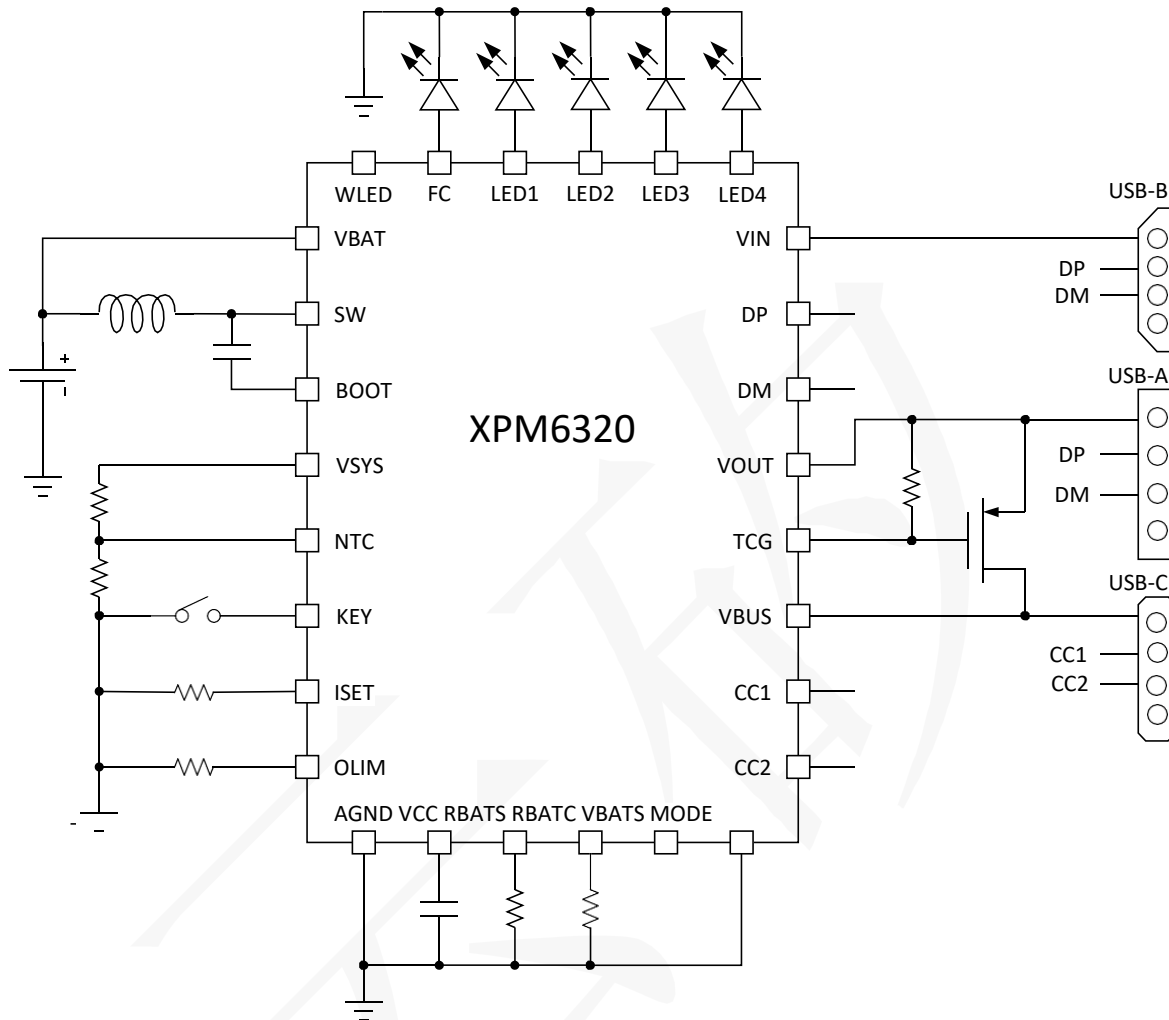 WLED FC LED1 LED2 LED3 LED4
USB-B
VBAT
VIN
DP
DM
SW
DP
USB-A
BOOT
DM
XPM6320
VSYS
VOUT
DP
DM
NTC
TCG
USB-C
KEY
VBUS
CC1
CC2
ISET
CC1
OLIM
CC2
AGND VCC RBATS RBATC VBATS MODE
+
-